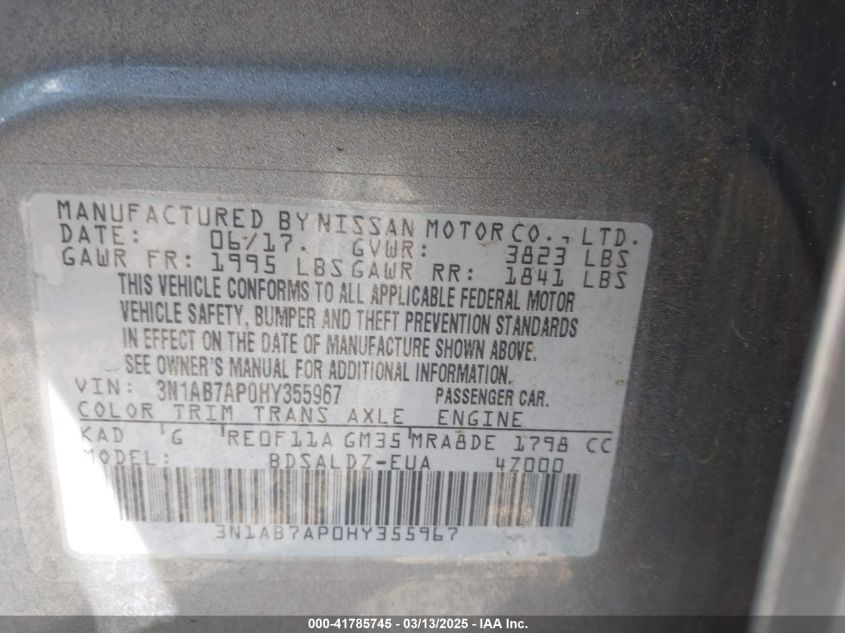 MANUFACTURED BY NISSAN MOTOR CO., LTD.
DATE: 06/17. GVWR: 3823 LBS
GAWR FR: 1995 LBS GAWR RR: 1841 LBS
THIS VEHICLE CONFORMS TO ALL APPLICABLE FEDERAL MOTOR
VEHICLE SAFETY, BUMPER AND THEFT PREVENTION STANDARDS
IN EFFECT ON THE DATE OF MANUFACTURE SHOWN ABOVE.
SEE OWNER'S MANUAL FOR ADDITIONAL INFORMATION.
VIN: 3N1AB7AP0HY355967 PASSENGER CAR.
COLOR TRIM TRANS AXLE ENGINE
KAD G RE0F11A GM35 MRA8DE 1798 CC
MODEL: BDSALDZ-EUA 4Z000
3N1AB7AP0HY355967
000-41785745 - 03/13/2025 - IAA Inc.